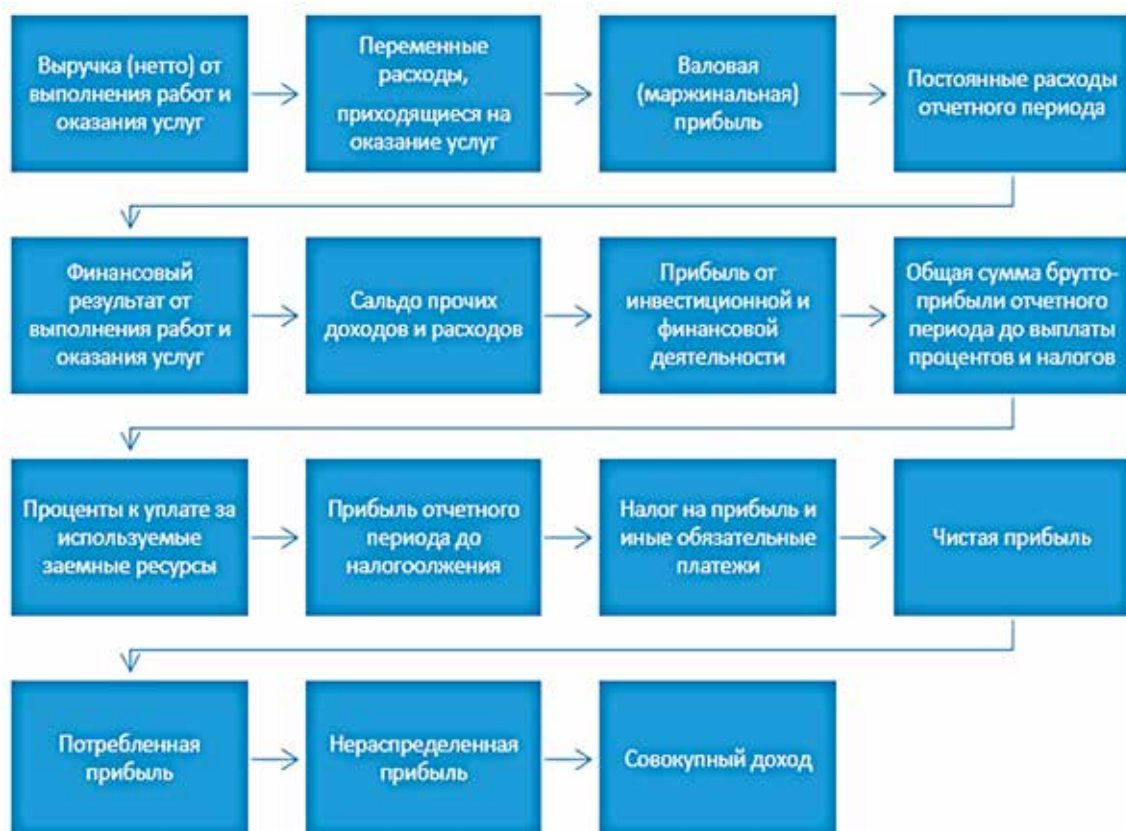 Выручка (нетто) от
выполнения работ и
оказания услуг
Переменные
расходы,
приходящиеся на
оказание услуг
Валовая
(маржинальная)
прибыль
Постоянные расходы
отчетного периода
Финансовый
результат от
выполнения работ и
оказания услуг
Сальдо прочих
доходов и расходов
Прибыль от
инвестиционной и
финансовой
деятельности
Общая сумма брутто-
прибыли отчетного
периода до выплаты
процентов и налогов
Проценты к уплате за
используемые
заемные ресурсы
Прибыль отчетного
периода до
налогоолжения
Налог на прибыль и
иные обязательные
платежи
Чистая прибыль
Потребленная
прибыль
Нераспределенная
прибыль
Совокупный доход